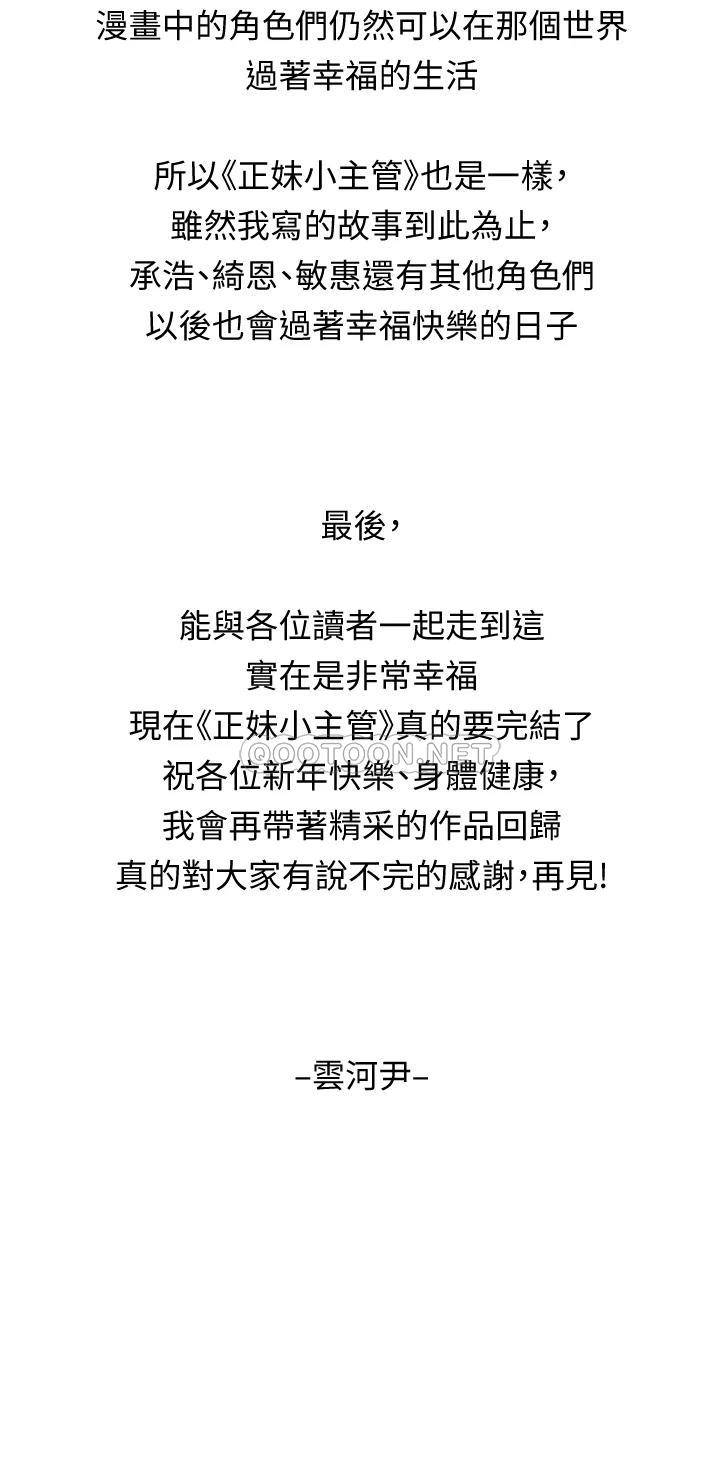 漫畫中的角色們仍然可以在那個世界
過著幸福的生活
所以《正妹小主管》也是一樣，
雖然我寫的故事到此為止，
承浩、綺恩、敏惠還有其他角色們
以後也會過著幸福快樂的日子
最後，
能與各位讀者一起走到這
實在是非常幸福
現在《正妹小主管》真的要完結了
QOOTOON.NET
祝各位新年快樂、身體健康，
我會再帶著精采的作品回歸
真的對大家有說不完的感謝，再見!
–雲河尹–